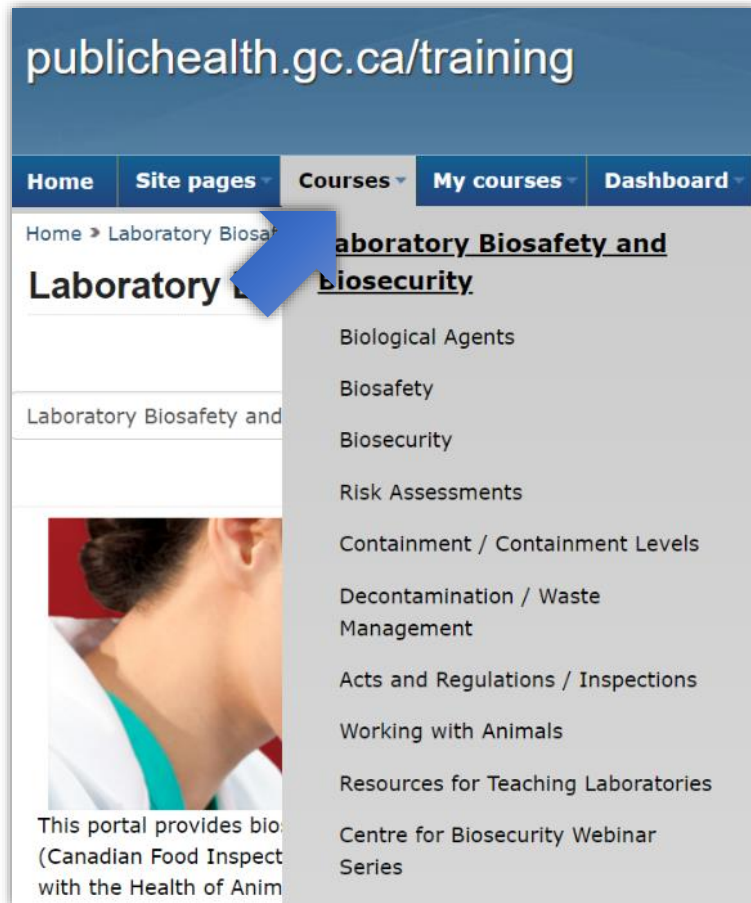 publichealth.gc.ca/training
Home Site pages Courses My courses Dashboard
Home > Laboratory
Laboratory
Laboratory Biosafety and
This portal provides
(Canadian Food
with the Health of
Laboratory Biosafety and
Biosecurity
Biological Agents
Biosafety
Biosecurity
Risk Assessments
Containment / Containment Levels
Decontamination / Waste
Management
Acts and Regulations / Inspections
Working with Animals
Resources for Teaching Laboratories
Centre for Biosecurity Webinar
Series